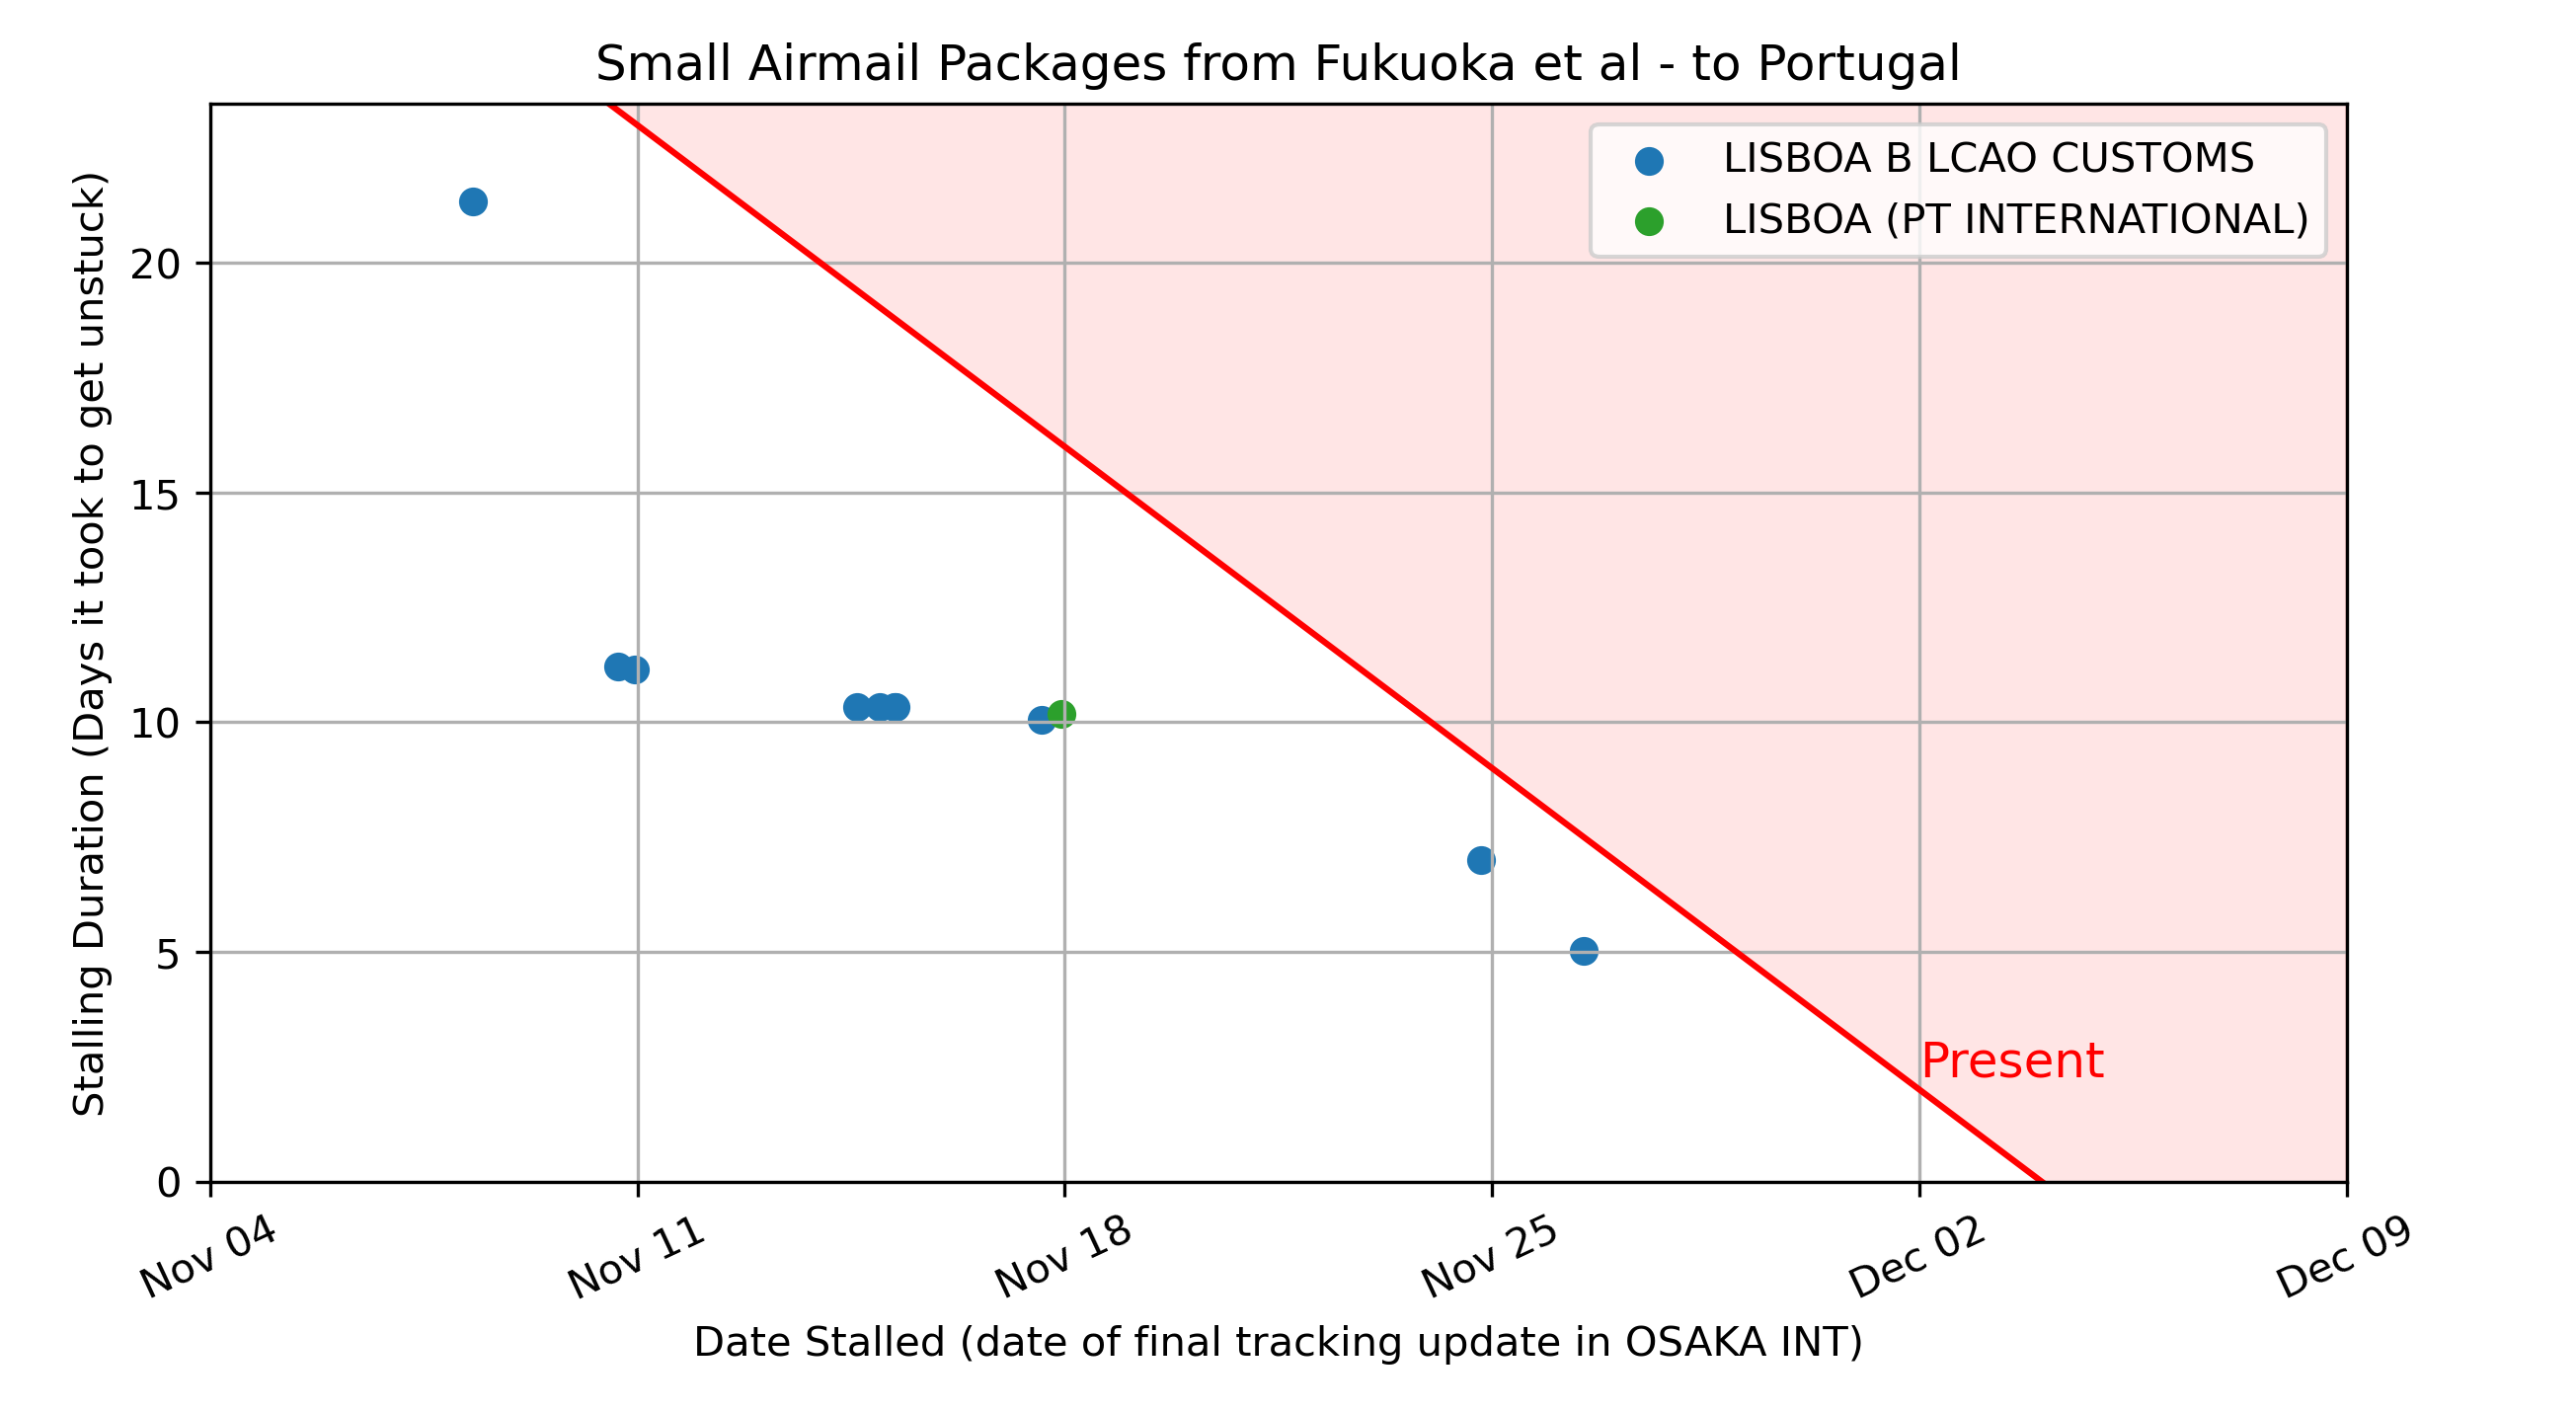 Small Airmail Packages from Fukuoka et al - to Portugal
LISBOA B LCAO CUSTOMS
LISBOA (PT INTERNATIONAL)
Stalling Duration (Days it took to get unstuck)
20
15
10
5
0
Present
Nov 04
Nov 11
Nov 18
Nov 25
Dec 02
Dec 09
Date Stalled (date of final tracking update in OSAKA INT)